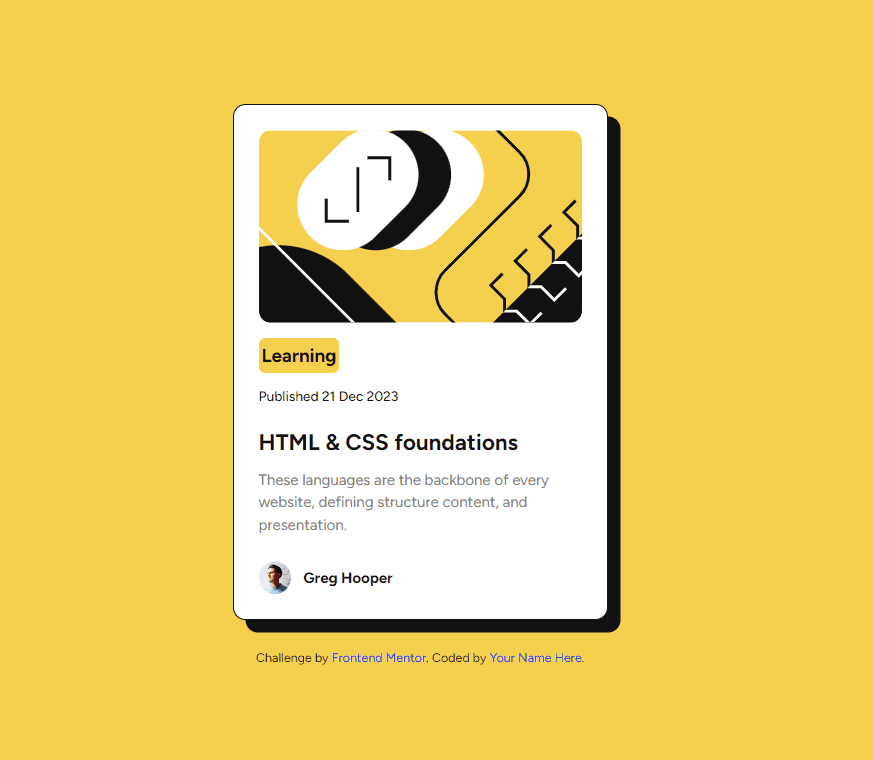 Learning
Published 21 Dec 2023
HTML & CSS foundations
These languages are the backbone of every
website, defining structure content, and
presentation.
Greg Hooper
Challenge by Frontend Mentor. Coded by Your Name Here.